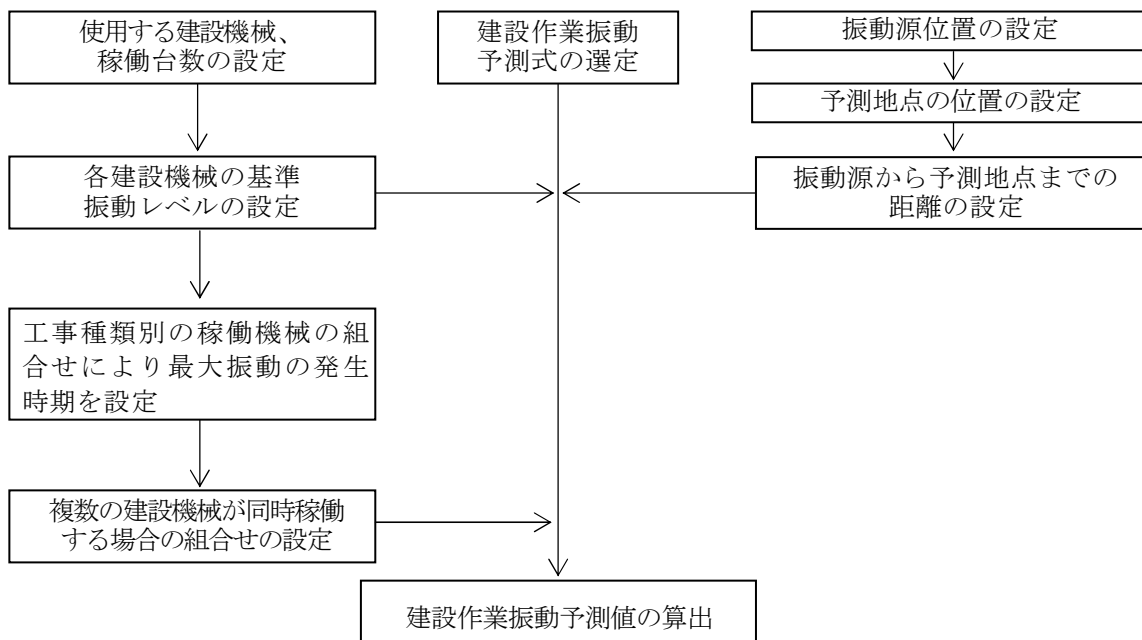 使用する建設機械、
稼働台数の設定
建設作業振動
予測式の選定
振動源位置の設定
予測地点の位置の設定
各建設機械の基準
振動レベルの設定
振動源から予測地点までの
距離の設定
工事種類別の稼働機械の組
合せにより最大振動の発生
時期を設定
複数の建設機械が同時稼働
する場合の組合せの設定
建設作業振動予測値の算出